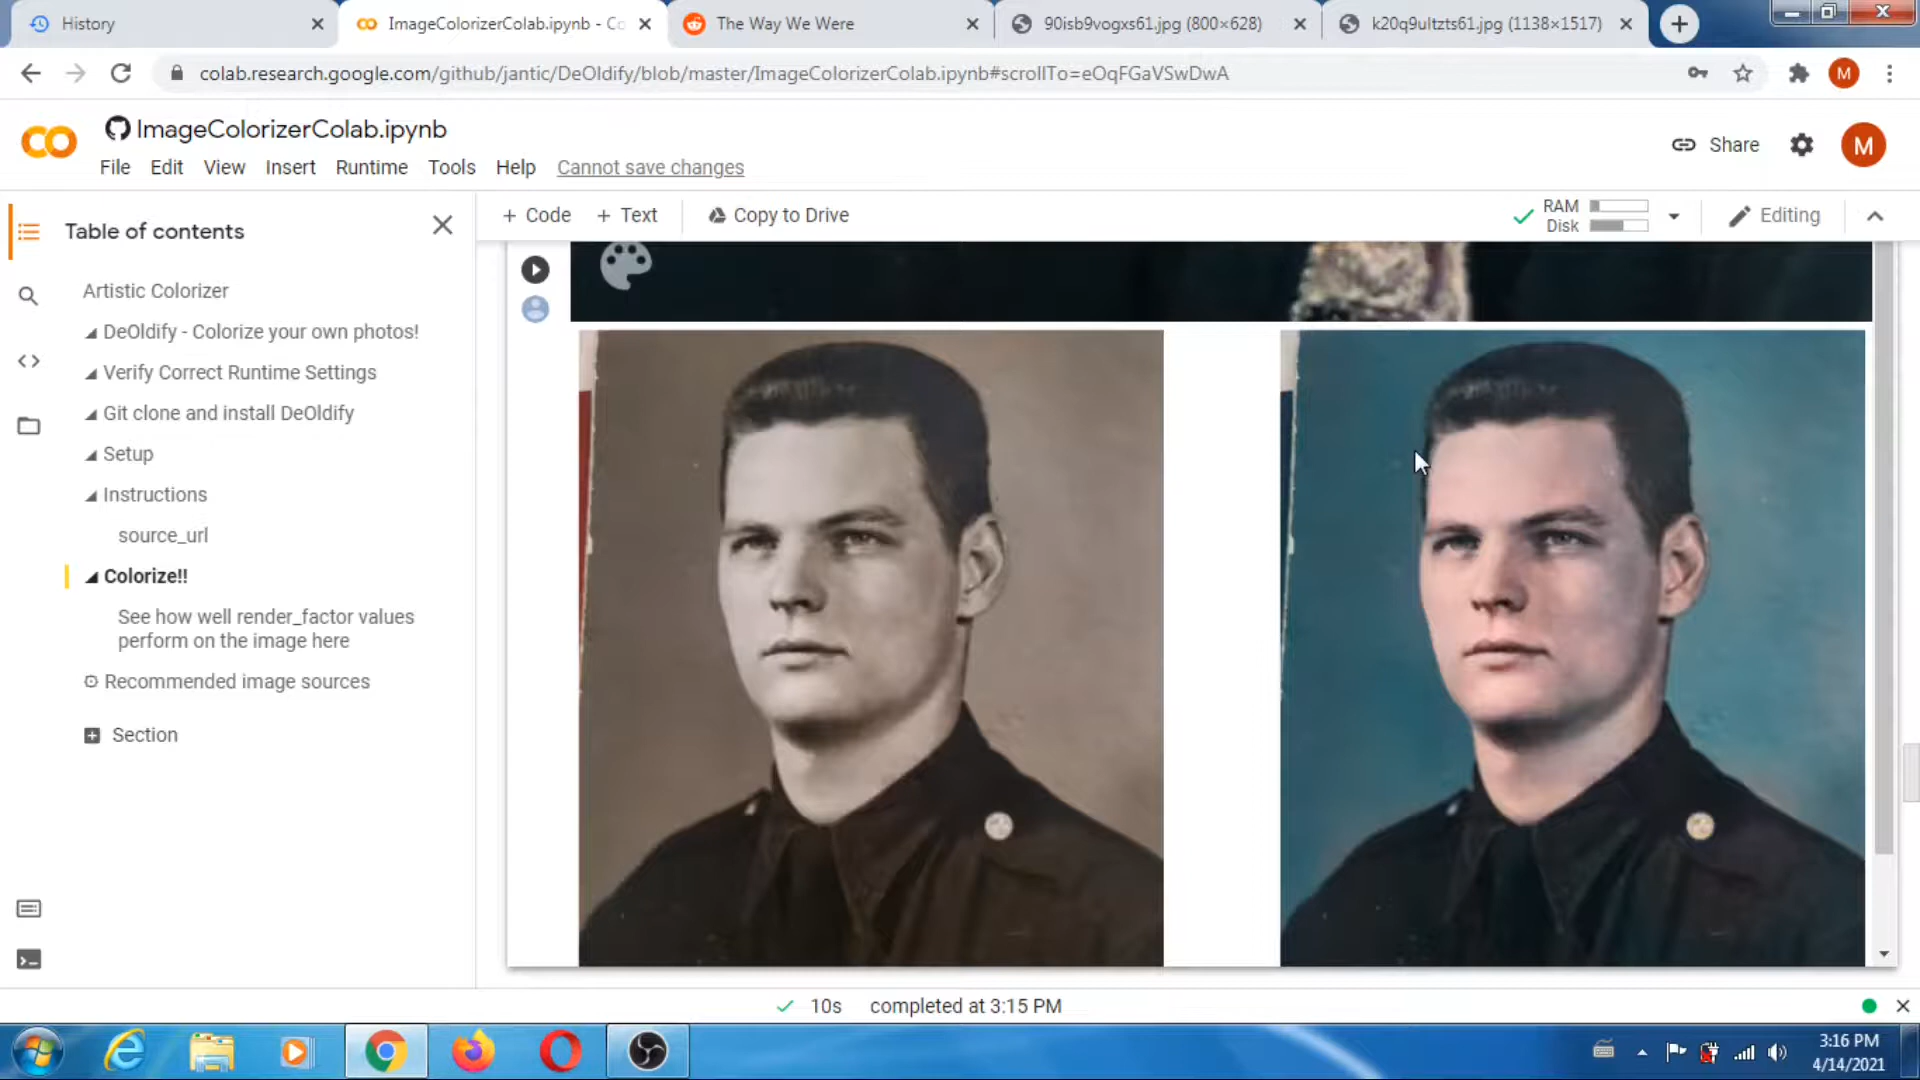 History
ImageColorizerColab.ipynb - Co
The Way We Were
90isb9vogxs61.jpg (800×628)
k20q9ultzts61.jpg (1138×1517)
colab.research.google.com/github/jantic/DeOldify/blob/master/ImageColorizerColab.ipynb#scrollTo=eOqFGaVSwDwA
M
ImageColorizerColab.ipynb
Share
M
File Edit View Insert Runtime Tools Help Cannot save changes
Table of contents
+ Code + Text Copy to Drive
RAM
Disk
Editing
Artistic Colorizer
DeOldify - Colorize your own photos!
Verify Correct Runtime Settings
Git clone and install DeOldify
Setup
Instructions
source_url
Colorize!!
See how well render_factor values
perform on the image here
Recommended image sources
Section
10s completed at 3:15 PM
3:16 PM
4/14/2021